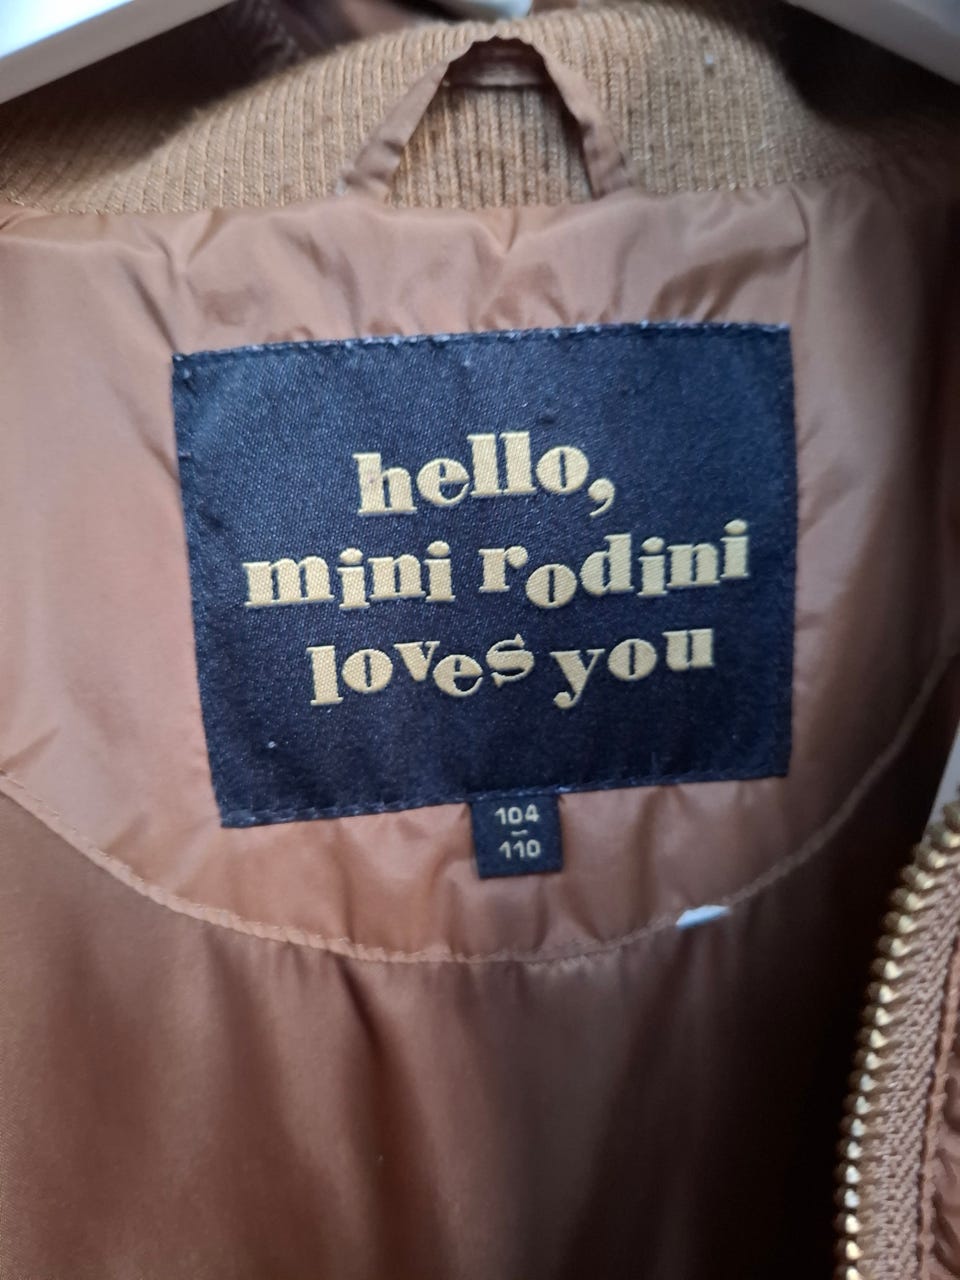 hello,
mini rodini
loves you
104
–
110